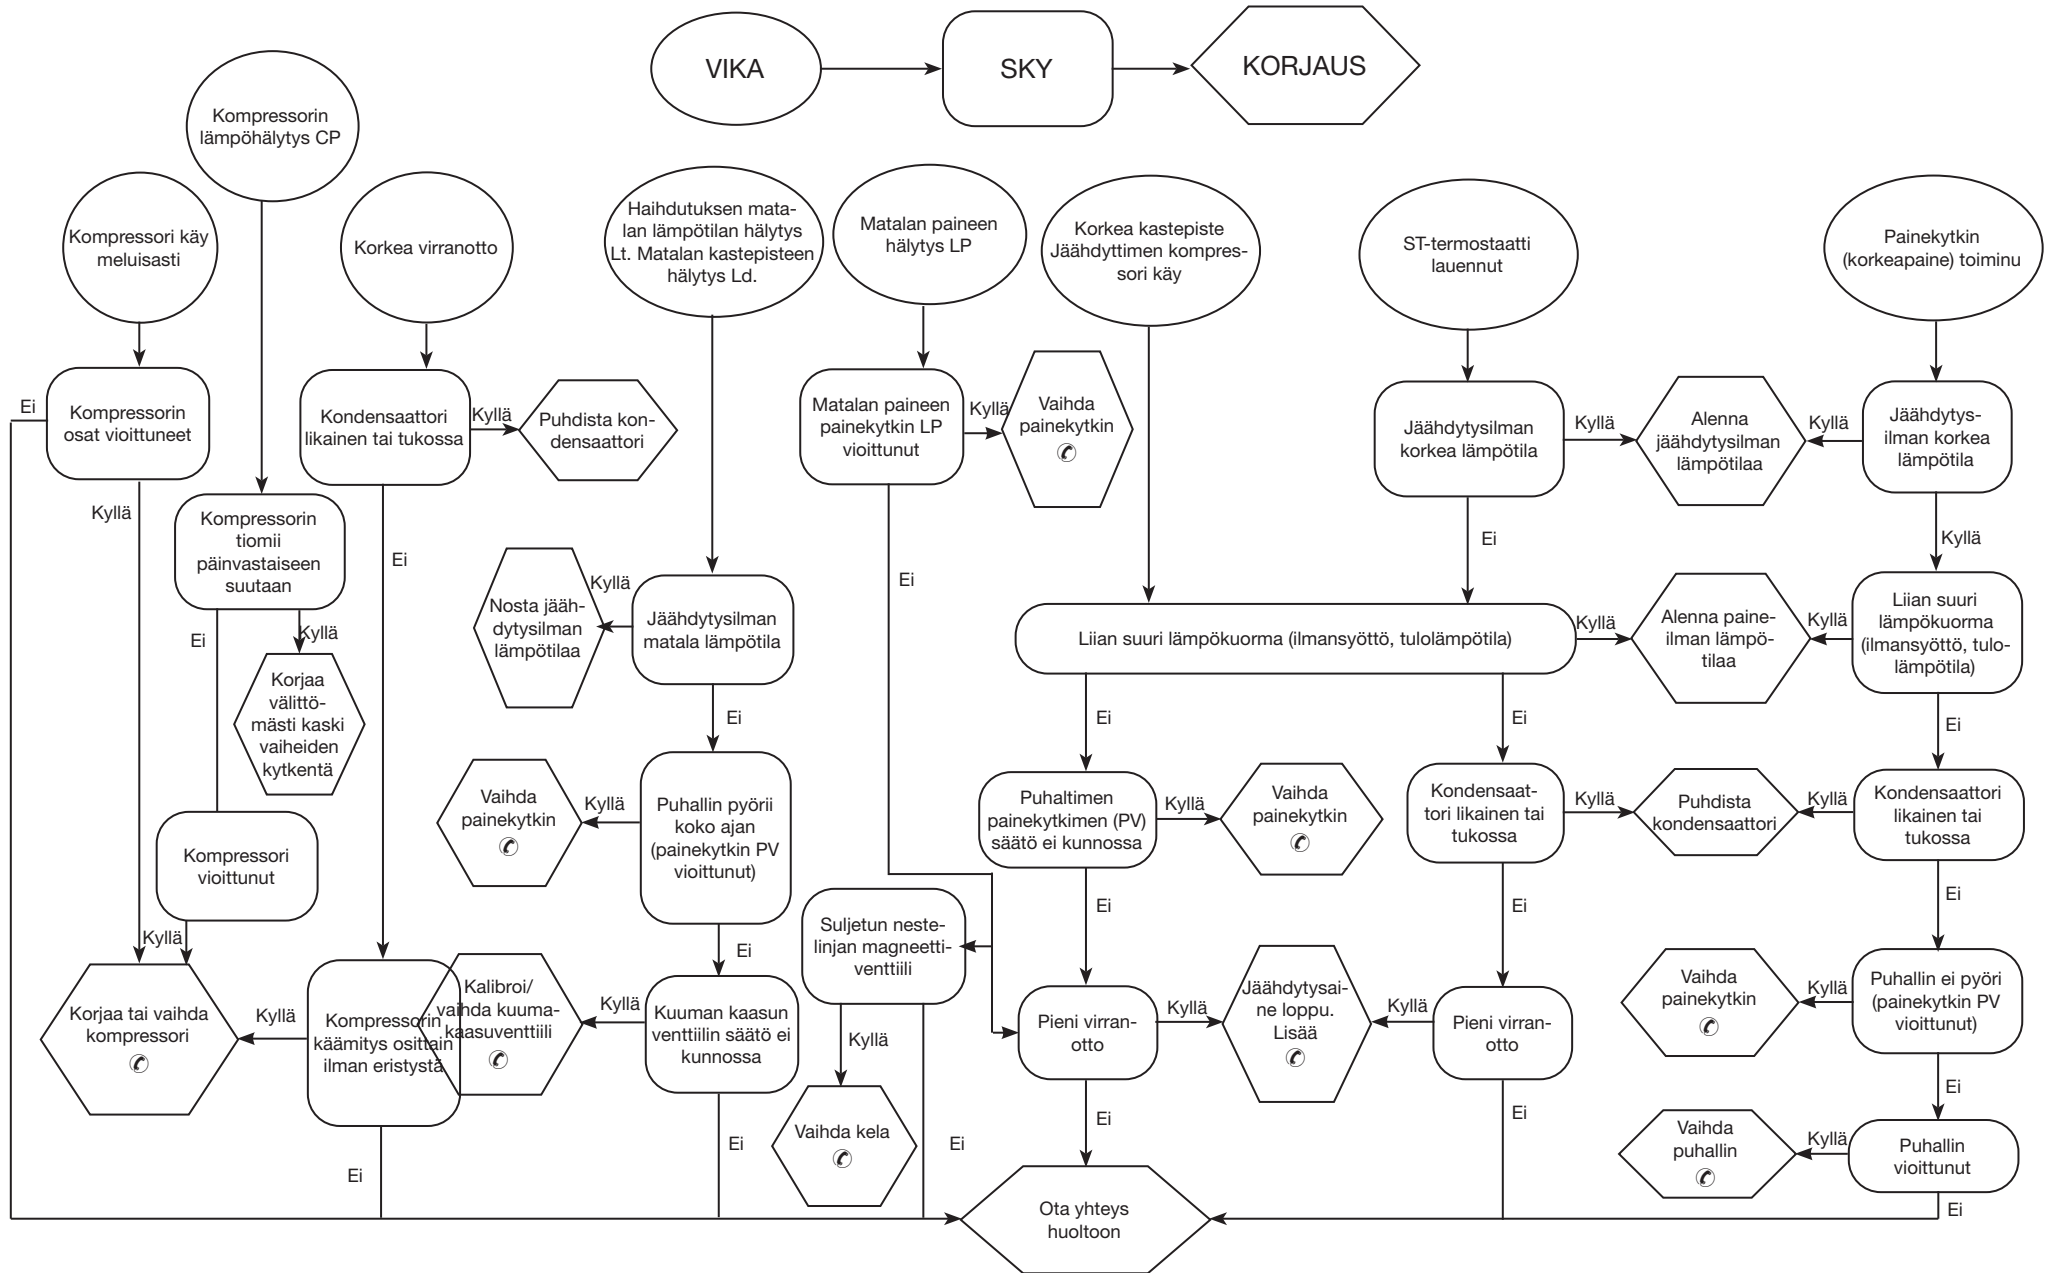 VIKA
SKY
KORJAUS
Kompressorin
lämpöhälytys CP
Kompressori käy
meluisasti
Korkea virranotto
Haihdutuksen mata-
lan lämpötilan hälytys
Lt. Matalan kastepisteen
hälytys Ld.
Matalan paineen
hälytys LP
Korkea kastepiste
Jäähdyttimen kompres-
sori käy
ST-termostaatti
lauennut
Painekytkin
(korkeapaine) toiminu
Ei
Kompressorin
osat vioittuneet
Kyllä
Kondensaattori
likainen tai tukossa
Kyllä
Puhdista kon-
densaattori
Ei
Matalan paineen
painekytkin LP
vioittunut
Kyllä
Vaihda
painekytkin
Ei
Jäähdytysilman
korkea lämpötila
Kyllä
Alenna
jäähdytysilman
lämpötilaa
Kyllä
Jäähdytys-
ilman korkea
lämpötila
Ei
Kyllä
Kompressorin
tiomii
päinvastaiseen
suutaan
Ei
Kyllä
Korjaa
välittö-
mästi kaski
vaiheiden
kytkentä
Nosta jääh-
dytysilman
lämpötilaa
Kyllä
Jäähdytysilman
matala lämpötila
Ei
Liian suuri lämpökuorma (ilmansyöttö, tulolämpötila)
Kyllä
Alenna paine-
ilman lämpö-
tilaa
Kyllä
Liian suuri
lämpökuorma
(ilmansyöttö, tulo-
lämpötila)
Ei
Ei
Ei
Vaihda
painekytkin
Kyllä
Puhallin pyörii
koko ajan
(painekytkin PV
vioittunut)
Ei
Puhaltimen
painekytkimen (PV)
säätö ei kunnossa
Kyllä
Vaihda
painekytkin
Ei
Kondensaat-
tori likainen tai
tukossa
Kyllä
Puhdista
kondensaattori
Kyllä
Kondensaattori
likainen tai
tukossa
Ei
Ei
Kompressori
vioittunut
Kyllä
Suljetun neste-
linjan magneetti-
venttiili
Kyllä
Ei
Korjaa tai vaihda
kompressori
Kyllä
Kompressorin
käämitys osittain
ilman eristystä
Ei
Kalibroi/
vaihda kuuma-
kaasuventtiili
Kyllä
Kuuman kaasun
venttiilin säätö ei
kunnossa
Ei
Vaihda kela
Pieni virran-
otto
Kyllä
Jäähdytysai-
ne loppu.
Lisää
Kyllä
Pieni virran-
otto
Ei
Ei
Vaihda
painekytkin
Kyllä
Puhallin ei pyöri
(painekytkin PV
vioittunut)
Ei
Vaihda
puhallin
Kyllä
Puhallin
vioittunut
Ei
Ota yhteys
huoltoon